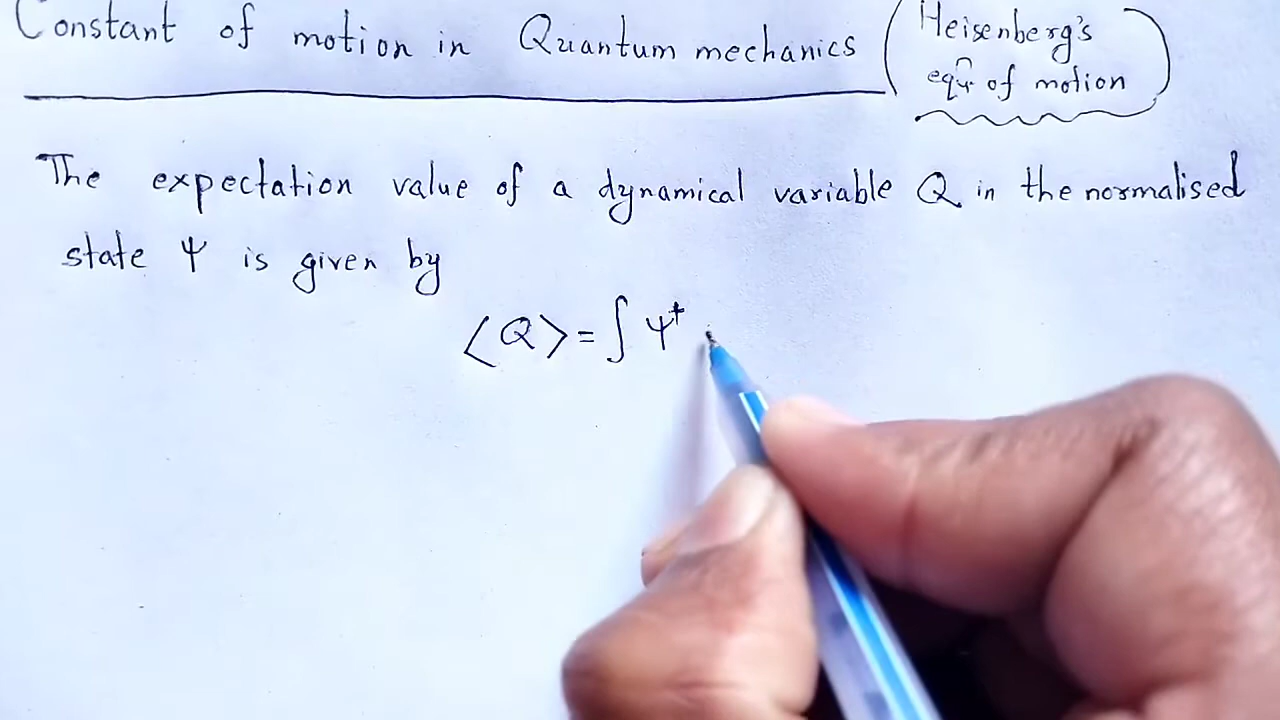 Constant of motion in Quantum mechanics (Heisenberg's
eqn of motion)
The expectation value of a dynamical variable Q in the normalised
state Ψ is given by
⟨Q⟩ = ∫ Ψ†